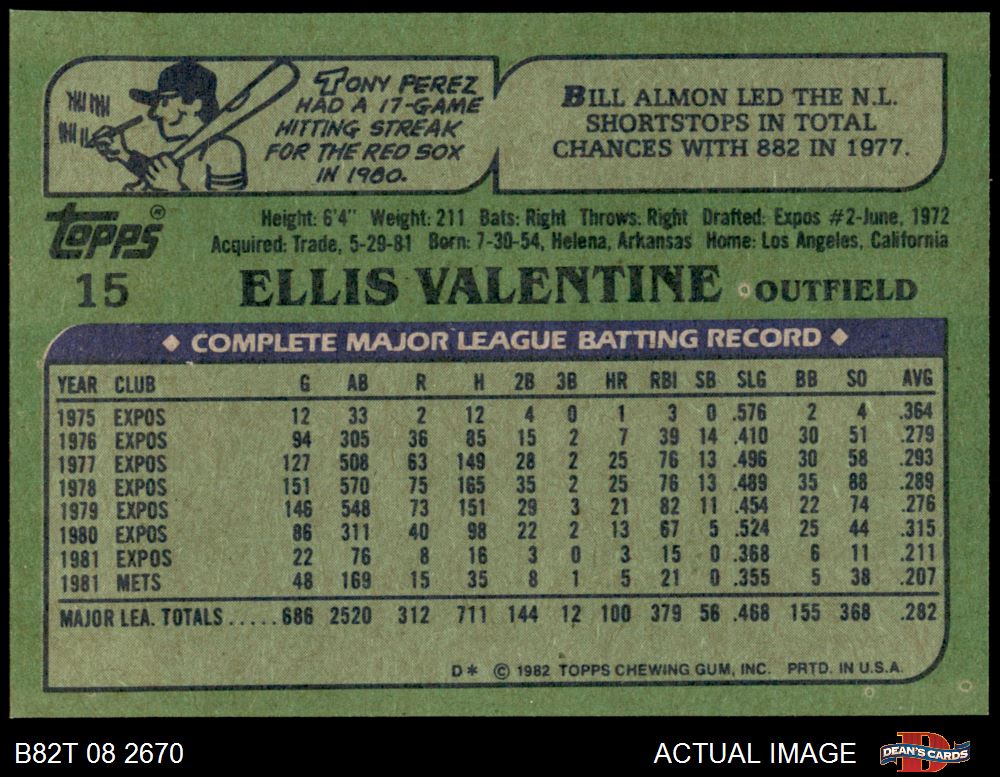 TONY PEREZ
HAD A 17-GAME
HITTING STREAK
FOR THE RED SOX
IN 1980.
BILL ALMON LED THE N.L.
SHORTSTOPS IN TOTAL
CHANCES WITH 882 IN 1977.
Topps®
Height: 6'4" Weight: 211 Bats: Right Throws: Right Drafted: Expos #2-June, 1972
Acquired: Trade, 5-29-81 Born: 7-30-54, Helena, Arkansas Home: Los Angeles, California
15 ELLIS VALENTINE OUTFIELD
◆ COMPLETE MAJOR LEAGUE BATTING RECORD ◆
YEAR CLUB G AB R H 2B 3B HR RBI SB SLG BB SO AVG
1975 EXPOS 12 33 2 12 4 0 1 3 0 .576 2 4 .364
1976 EXPOS 94 305 36 85 15 2 7 39 14 .410 30 51 .279
1977 EXPOS 127 508 63 149 28 2 25 76 13 .496 30 58 .293
1978 EXPOS 151 570 75 165 35 2 25 76 13 .489 35 88 .289
1979 EXPOS 146 548 73 151 29 3 21 82 11 .454 22 74 .276
1980 EXPOS 86 311 40 98 22 2 13 67 5 .524 25 44 .315
1981 EXPOS 22 76 8 16 3 0 3 15 0 .368 6 11 .211
1981 METS 48 169 15 35 8 1 5 21 0 .355 5 38 .207
MAJOR LEA. TOTALS.....686 2520 312 711 144 12 100 379 56 .468 155 368 .282
D* © 1982 TOPPS CHEWING GUM, INC. PRTD. IN U.S.A.
B82T 08 2670 ACTUAL IMAGE DEAN'S CARDS